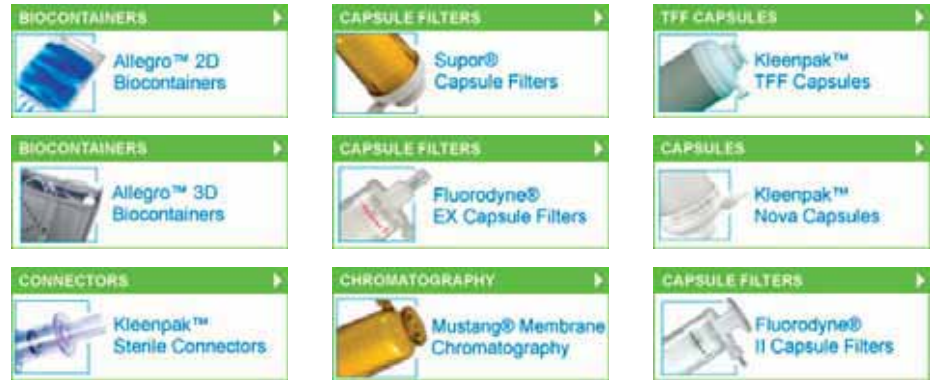 BIOCONTAINERS
Allegro™ 2D
Biocontainers
CAPSULE FILTERS
Supor®
Capsule Filters
TFF CAPSULES
Kleenpak™
TFF Capsules
BIOCONTAINERS
Allegro™ 3D
Biocontainers
CAPSULE FILTERS
Fluorodyne®
EX Capsule Filters
CAPSULES
Kleenpak™
Nova Capsules
CONNECTORS
Kleenpak™
Sterile Connectors
CHROMATOGRAPHY
Mustang® Membrane
Chromatography
CAPSULE FILTERS
Fluorodyne®
II Capsule Filters